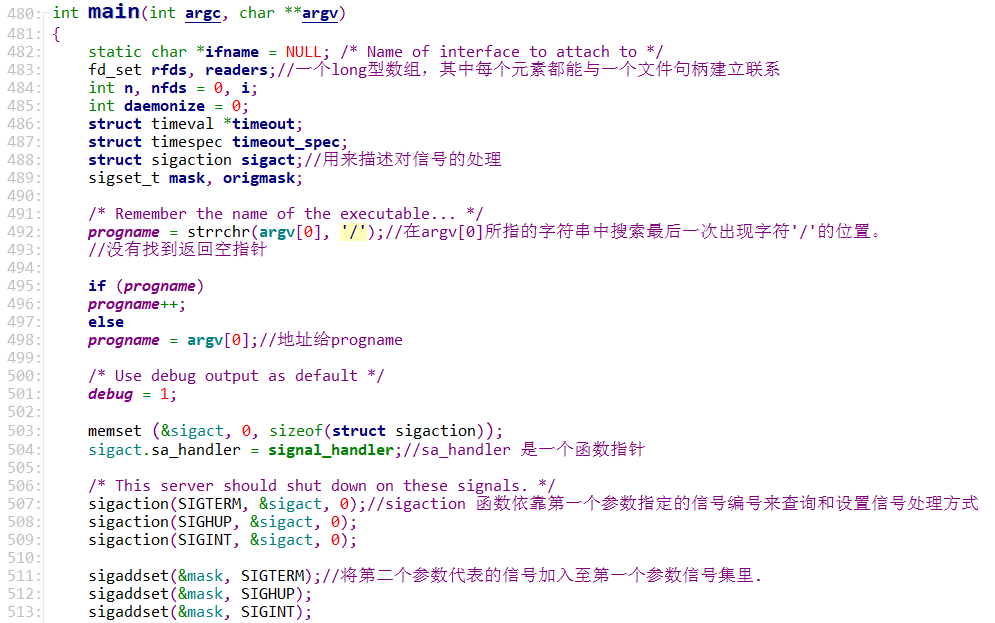 480: int main(int argc, char **argv)
481: {
482:     static char *ifname = NULL; /* Name of interface to attach to */
483:     fd_set rfds, readers;//一个long型数组，其中每个元素都能与一个文件句柄建立联系
484:     int n, nfds = 0, i;
485:     int daemonize = 0;
486:     struct timeval *timeout;
487:     struct timespec timeout_spec;
488:     struct sigaction sigact;//用来描述对信号的处理
489:     sigset_t mask, origmask;
490:
491:     /* Remember the name of the executable... */
492:     progname = strrchr(argv[0], '/');//在argv[0]所指的字符串中搜索最后一次出现字符'/'的位置。
493:     //没有找到返回空指针
494:
495:     if (progname)
496:     progname++;
497:     else
498:     progname = argv[0];//地址给progname
499:
500:     /* Use debug output as default */
501:     debug = 1;
502:
503:     memset (&sigact, 0, sizeof(struct sigaction));
504:     sigact.sa_handler = signal_handler;//sa_handler 是一个函数指针
505:
506:     /* This server should shut down on these signals. */
507:     sigaction(SIGTERM, &sigact, 0);//sigaction 函数依靠第一个参数指定的信号编号来查询和设置信号处理方式
508:     sigaction(SIGHUP, &sigact, 0);
509:     sigaction(SIGINT, &sigact, 0);
510:
511:     sigaddset(&mask, SIGTERM);//将第二个参数代表的信号加入至第一个参数信号集里.
512:     sigaddset(&mask, SIGHUP);
513:     sigaddset(&mask, SIGINT);